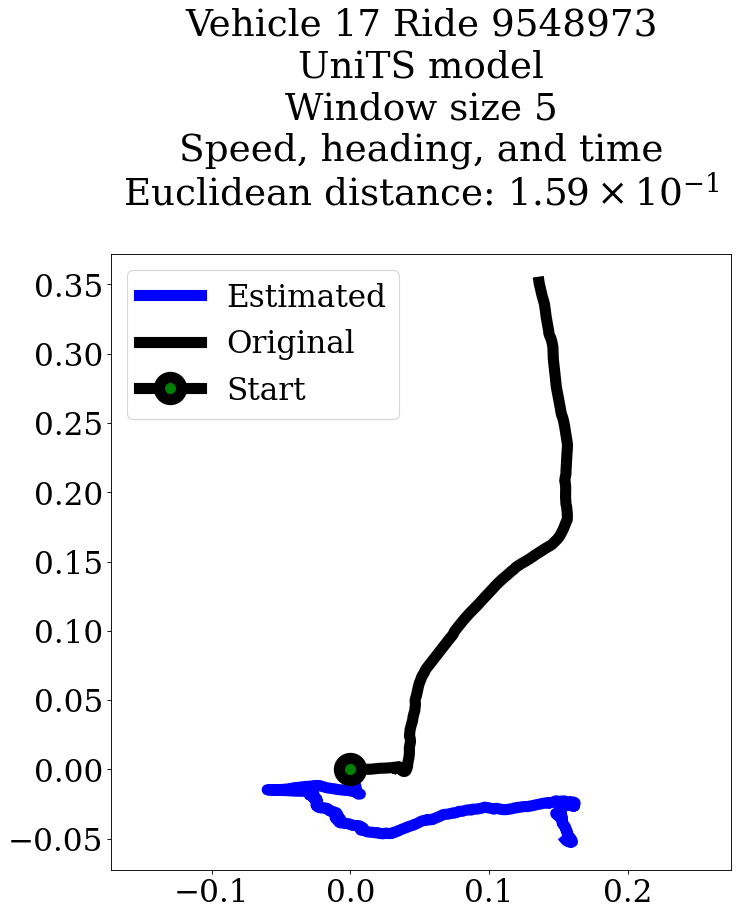 Vehicle 17 Ride 9548973
UniTS model
Window size 5
Speed, heading, and time
Euclidean distance: 1.59 × 10⁻¹
Estimated
Original
Start
0.35
0.30
0.25
0.20
0.15
0.10
0.05
0.00
−0.05
−0.1 0.0 0.1 0.2